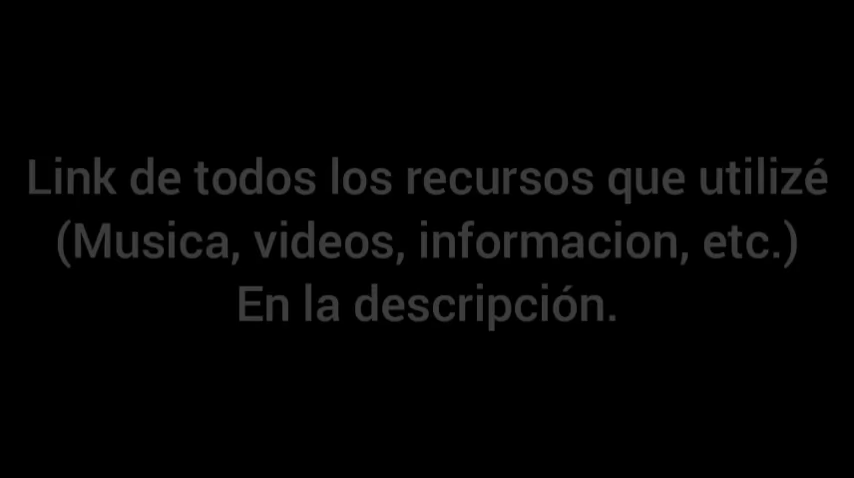 Link de todos los recursos que utilizé
(Musica, videos, informacion, etc.)
En la descripción.